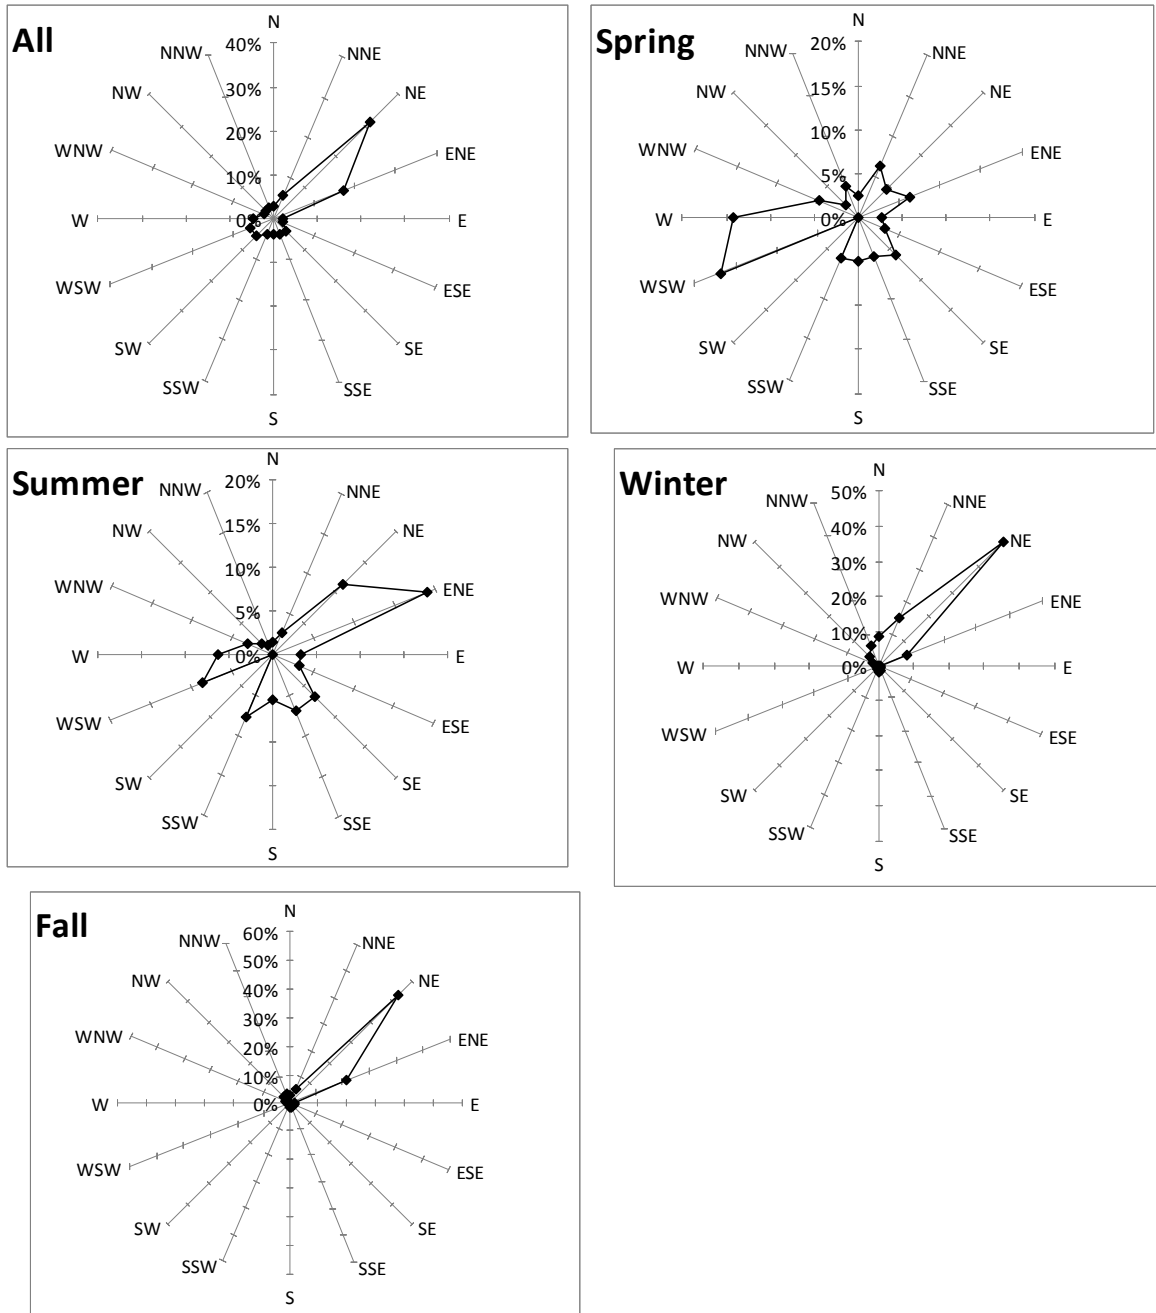 All
N
40%
30%
20%
10%
0%
NNE
NE
ENE
E
ESE
SE
SSE
S
SSW
SW
WSW
W
WNW
NW
NNW
Spring
N
20%
15%
10%
5%
0%
NNE
NE
ENE
E
ESE
SE
SSE
S
SSW
SW
WSW
W
WNW
NW
NNW
Summer
N
20%
15%
10%
5%
0%
NNE
NE
ENE
E
ESE
SE
SSE
S
SSW
SW
WSW
W
WNW
NW
NNW
Winter
N
50%
40%
30%
20%
10%
0%
NNE
NE
ENE
E
ESE
SE
SSE
S
SSW
SW
WSW
W
WNW
NW
NNW
Fall
N
60%
50%
40%
30%
20%
10%
0%
NNE
NE
ENE
E
ESE
SE
SSE
S
SSW
SW
WSW
W
WNW
NW
NNW